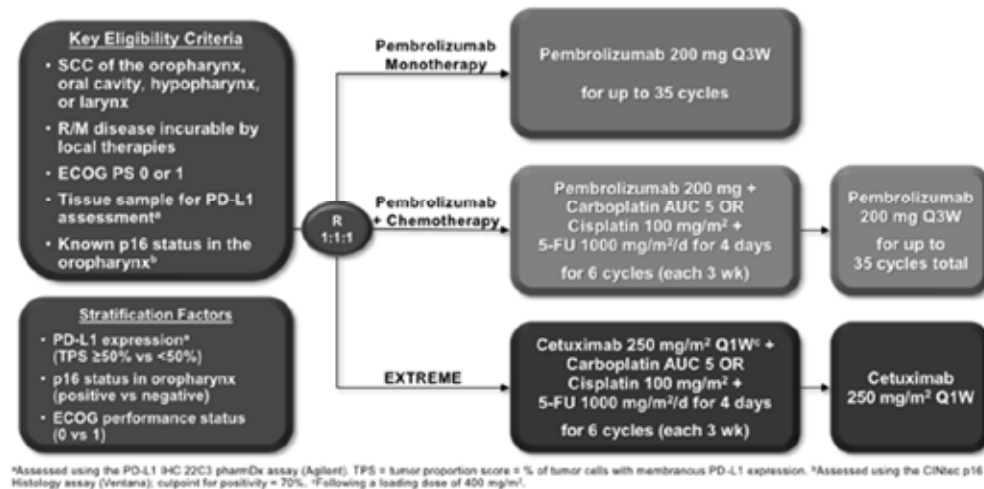 Key Eligibility Criteria
• SCC of the oropharynx,
oral cavity, hypopharynx,
or larynx
• R/M disease incurable by
local therapies
• ECOG PS 0 or 1
• Tissue sample for PD-L1
assessmentᵃ
• Known p16 status in the
oropharynxᵇ
Stratification Factors
• PD-L1 expressionᵃ
(TPS ≥50% vs <50%)
• p16 status in oropharynx
(positive vs negative)
• ECOG performance status
(0 vs 1)
R
1:1:1
Pembrolizumab
Monotherapy
Pembrolizumab 200 mg Q3W
for up to 35 cycles
Pembrolizumab
+ Chemotherapy
Pembrolizumab 200 mg +
Carboplatin AUC 5 OR
Cisplatin 100 mg/m² +
5-FU 1000 mg/m²/d for 4 days
for 6 cycles (each 3 wk)
Pembrolizumab
200 mg Q3W
for up to
35 cycles total
EXTREME
Cetuximab 250 mg/m² Q1Wᶜ +
Carboplatin AUC 5 OR
Cisplatin 100 mg/m² +
5-FU 1000 mg/m²/d for 4 days
for 6 cycles (each 3 wk)
Cetuximab
250 mg/m² Q1W
ᵃAssessed using the PD-L1 IHC 22C3 pharmDx assay (Agilent). TPS = tumor proportion score = % of tumor cells with membranous PD-L1 expression. ᵇAssessed using the CINtec p16
Histology assay (Ventana); cutpoint for positivity = 70%. ᶜFollowing a loading dose of 400 mg/m².